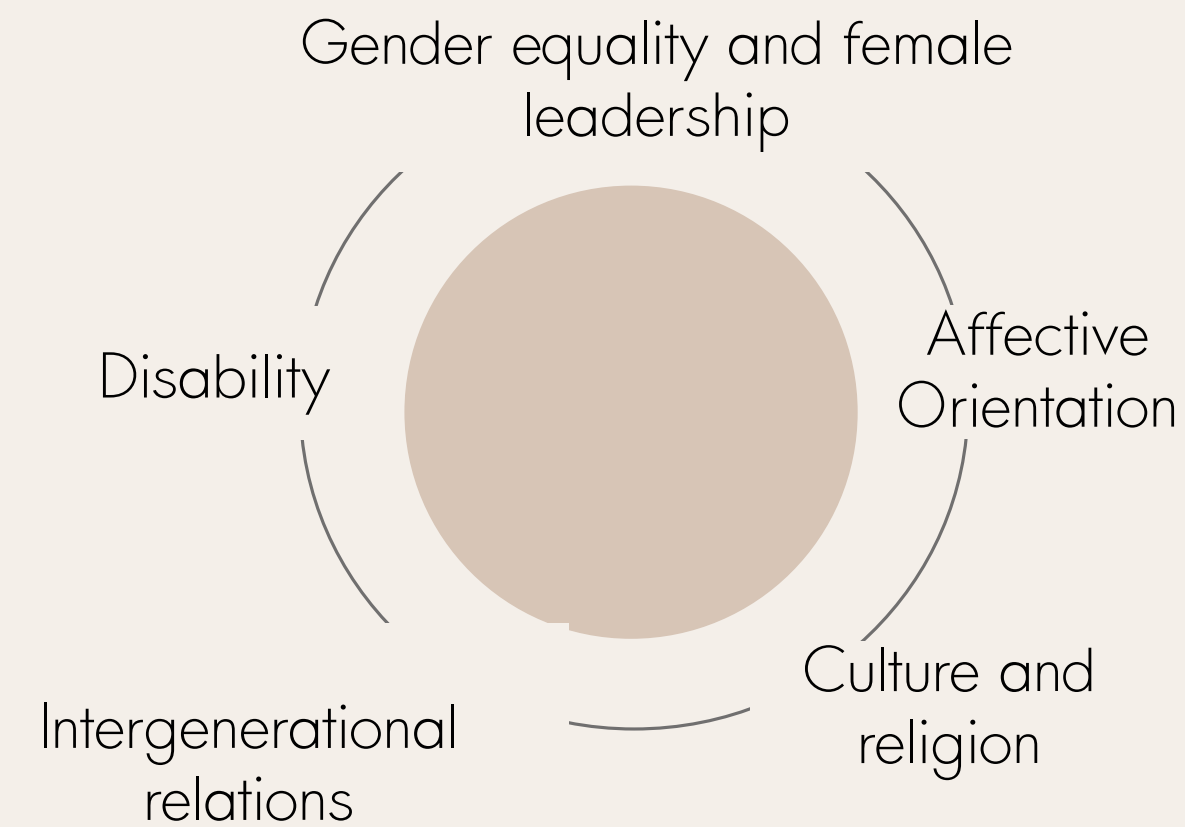 Gender equality and female
leadership
Affective
Orientation
Disability
Culture and
religion
Intergenerational
relations